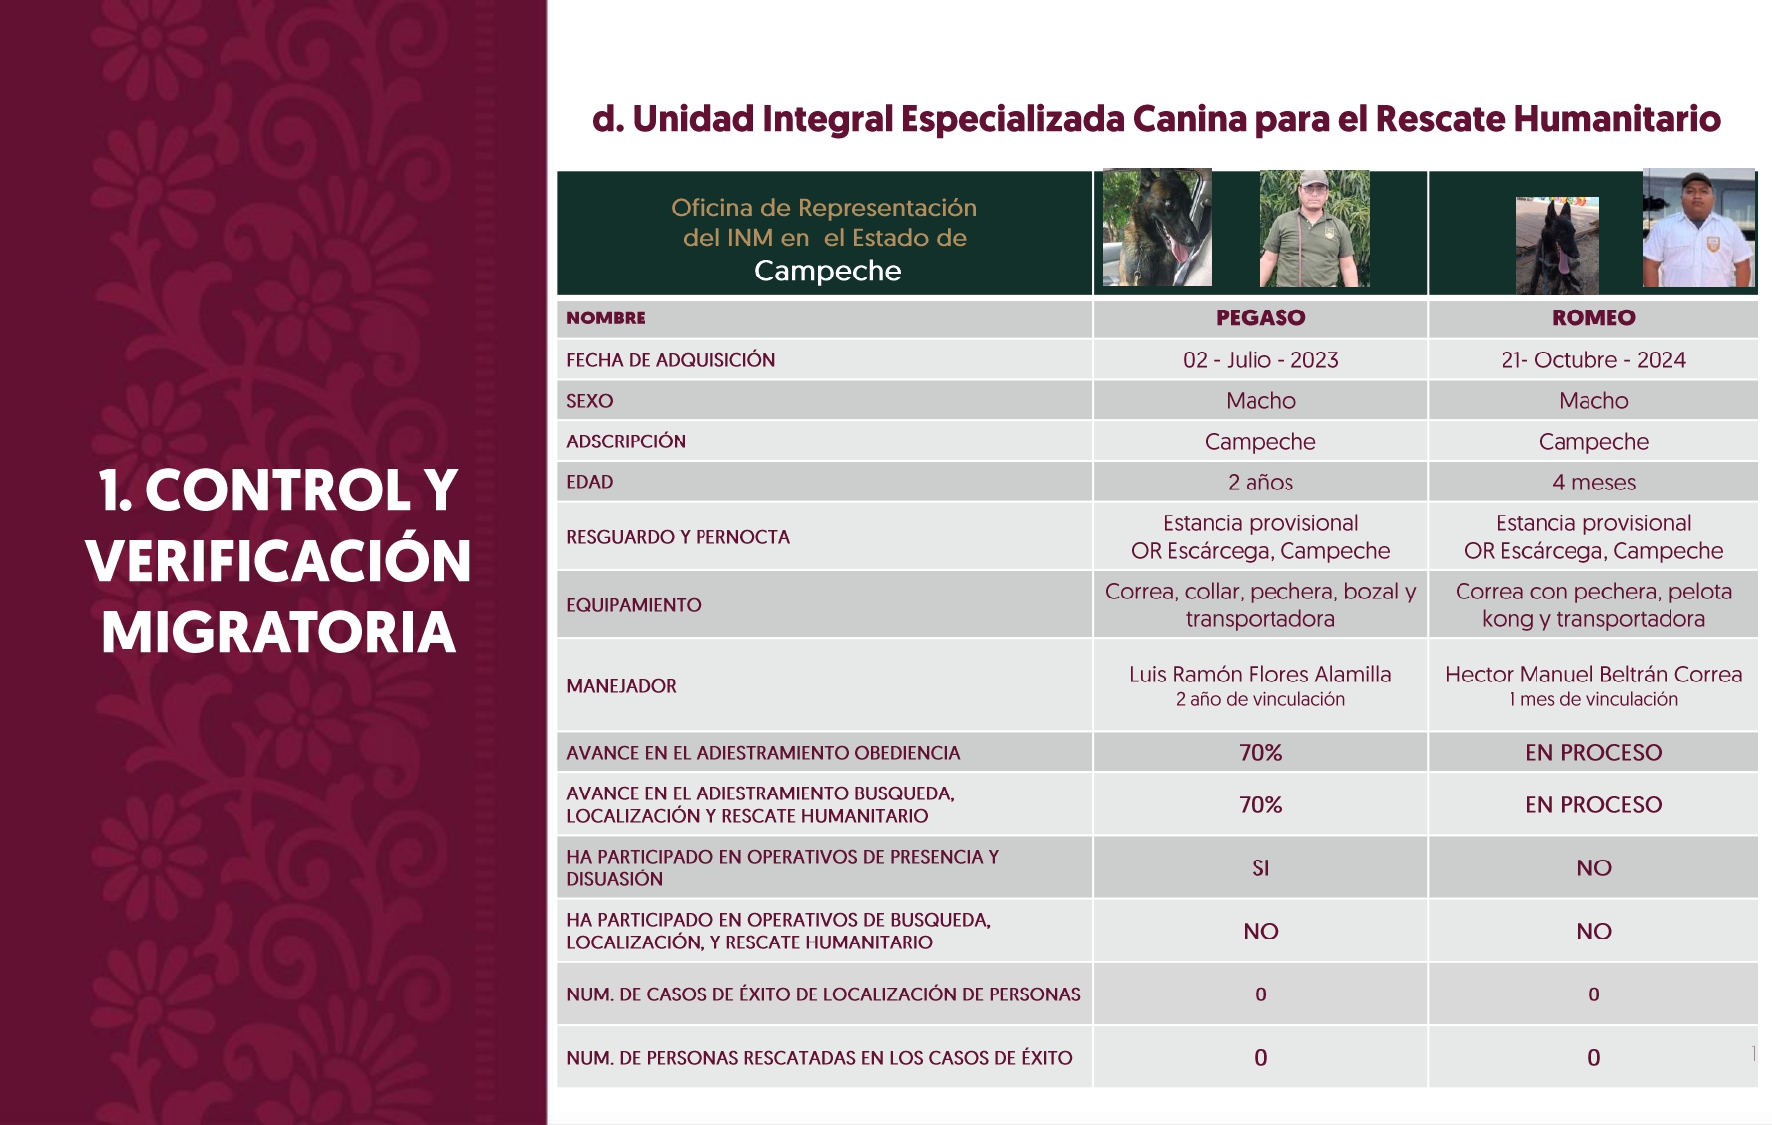 1. CONTROL Y
VERIFICACIÓN
MIGRATORIA
d. Unidad Integral Especializada Canina para el Rescate Humanitario
Oficina de Representación
del INM en el Estado de
Campeche
NOMBRE
PEGASO
ROMEO
FECHA DE ADQUISICIÓN
02 - Julio - 2023
21- Octubre - 2024
SEXO
Macho
Macho
ADSCRIPCIÓN
Campeche
Campeche
EDAD
2 años
4 meses
RESGUARDO Y PERNOCTA
Estancia provisional
OR Escárcega, Campeche
Estancia provisional
OR Escárcega, Campeche
EQUIPAMIENTO
Correa, collar, pechera, bozal y
transportadora
Correa con pechera, pelota
kong y transportadora
MANEJADOR
Luis Ramón Flores Alamilla
2 año de vinculación
Hector Manuel Beltrán Correa
1 mes de vinculación
AVANCE EN EL ADIESTRAMIENTO OBEDIENCIA
70%
EN PROCESO
AVANCE EN EL ADIESTRAMIENTO BUSQUEDA,
LOCALIZACIÓN Y RESCATE HUMANITARIO
70%
EN PROCESO
HA PARTICIPADO EN OPERATIVOS DE PRESENCIA Y
DISUASIÓN
SI
NO
HA PARTICIPADO EN OPERATIVOS DE BUSQUEDA,
LOCALIZACIÓN, Y RESCATE HUMANITARIO
NO
NO
NUM. DE CASOS DE ÉXITO DE LOCALIZACIÓN DE PERSONAS
0
0
NUM. DE PERSONAS RESCATADAS EN LOS CASOS DE ÉXITO
0
0
1